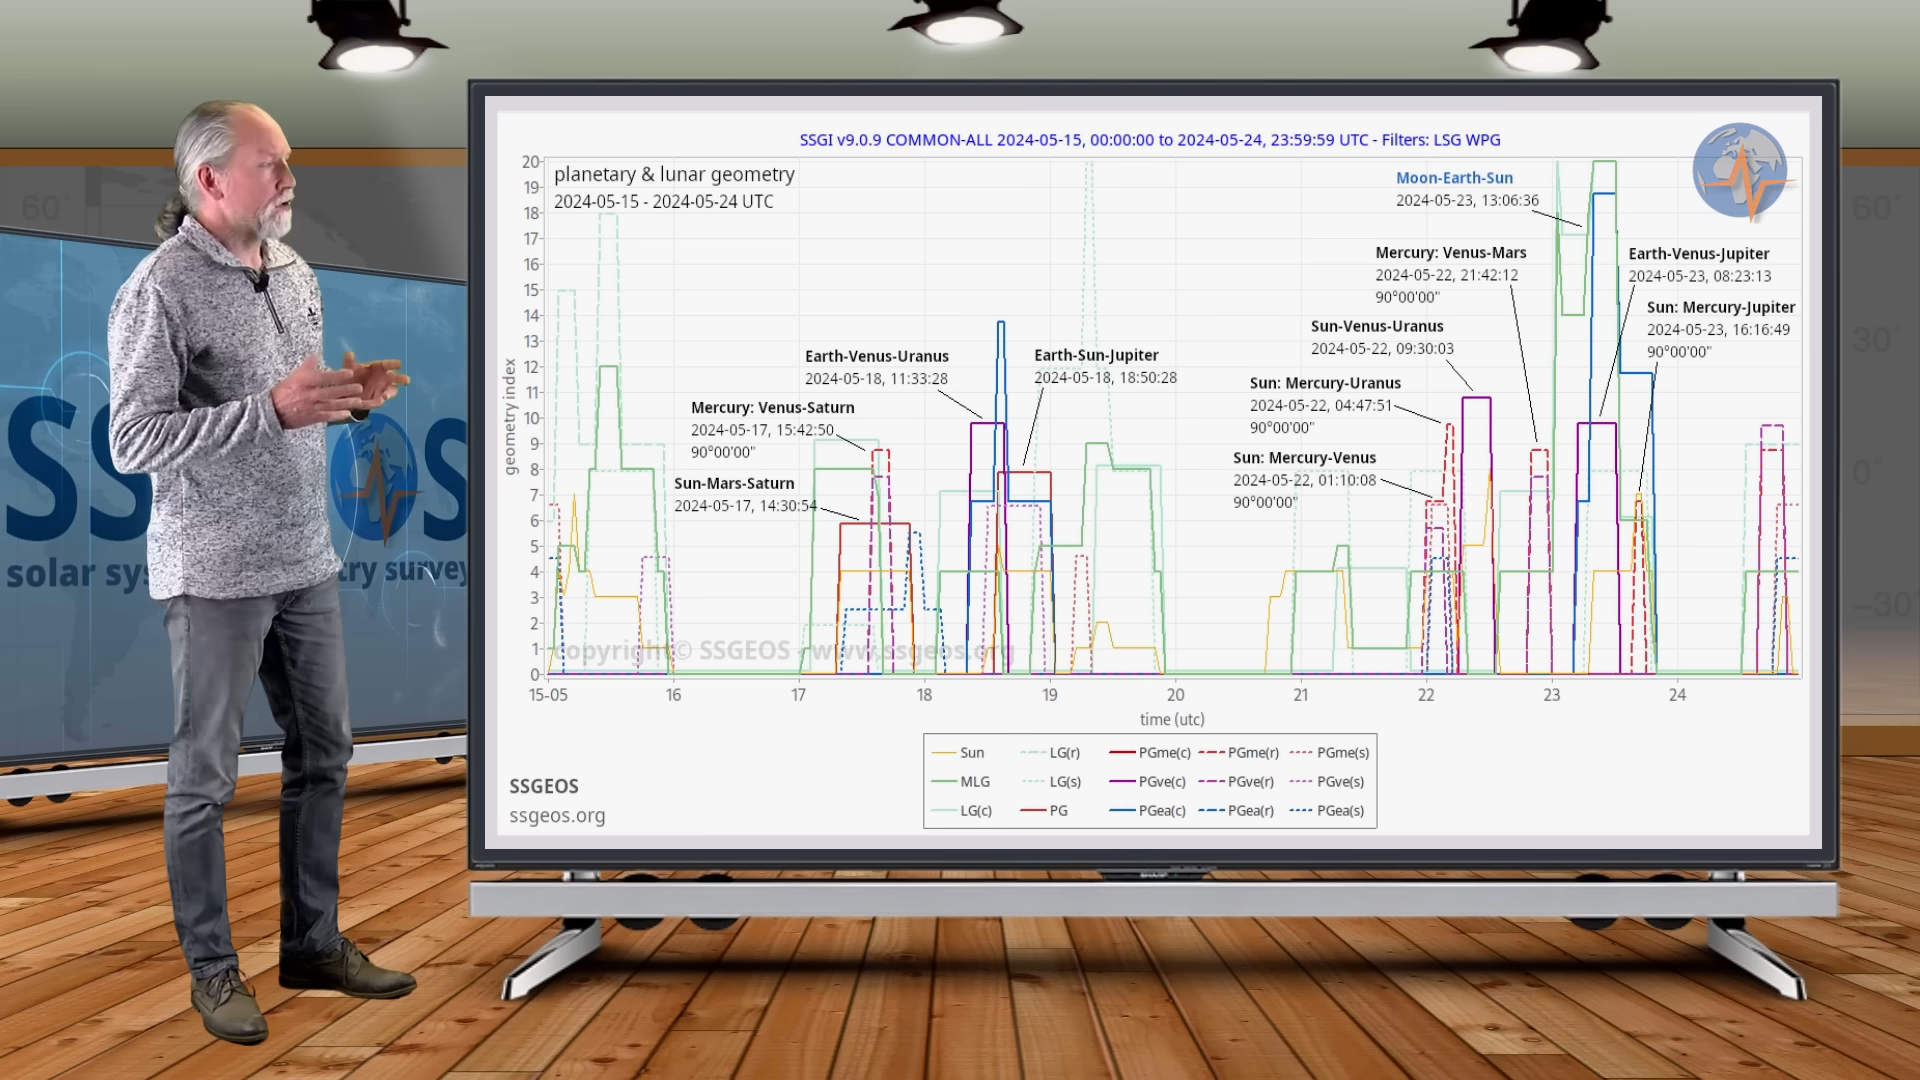 SSGI v9.0.9 COMMON-ALL 2024-05-15, 00:00:00 to 2024-05-24, 23:59:59 UTC - Filters: LSG WPG
planetary & lunar geometry
2024-05-15 - 2024-05-24 UTC
Moon-Earth-Sun
2024-05-23, 13:06:36
Mercury: Venus-Mars
2024-05-22, 21:42:12
90°00'00"
Earth-Venus-Jupiter
2024-05-23, 08:23:13
Sun: Mercury-Jupiter
2024-05-23, 16:16:49
90°00'00"
Sun-Venus-Uranus
2024-05-22, 09:30:03
Earth-Venus-Uranus
2024-05-18, 11:33:28
Earth-Sun-Jupiter
2024-05-18, 18:50:28
Sun: Mercury-Uranus
2024-05-22, 04:47:51
90°00'00"
Mercury: Venus-Saturn
2024-05-17, 15:42:50
90°00'00"
Sun: Mercury-Venus
2024-05-22, 01:10:08
90°00'00"
Sun-Mars-Saturn
2024-05-17, 14:30:54
geometry index
20
19
18
17
16
15
14
13
12
11
10
9
8
7
6
5
4
3
2
1
0
copyright © SSGEOS - www.ssgeos.org
15-05 16 17 18 19 20 21 22 23 24
time (utc)
Sun LG(r) PGme(c) PGme(r) PGme(s)
MLG LG(s) PGve(c) PGve(r) PGve(s)
LG(c) PG PGea(c) PGea(r) PGea(s)
SSGEOS
ssgeos.org
60°
60°
30°
0°
−30°
solar
try survey